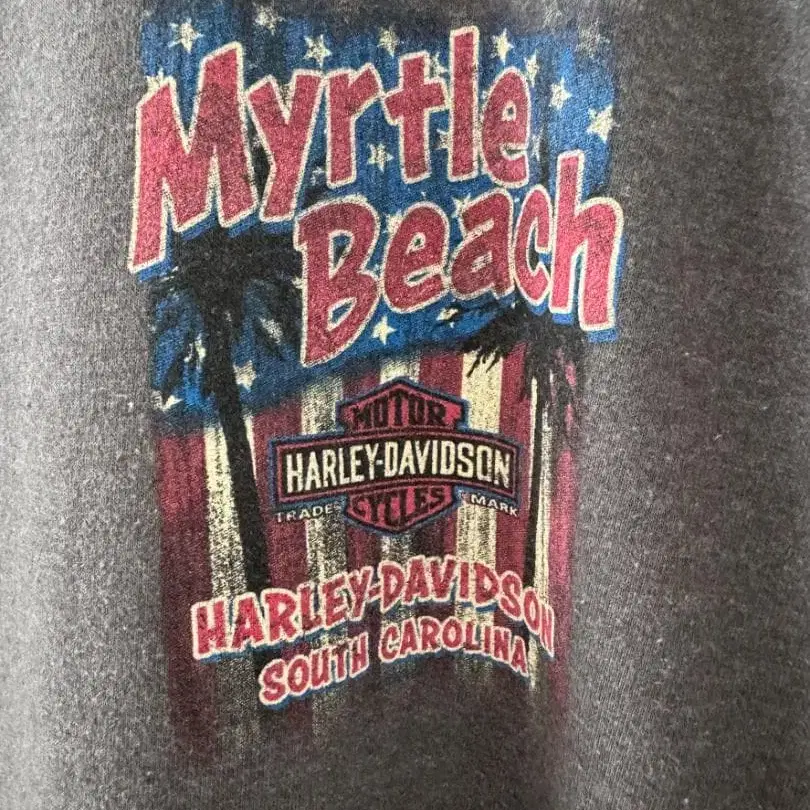 Myrtle
Beach
MOTOR
HARLEY-DAVIDSON
TRADE CYCLES MARK
HARLEY-DAVIDSON
SOUTH CAROLINA